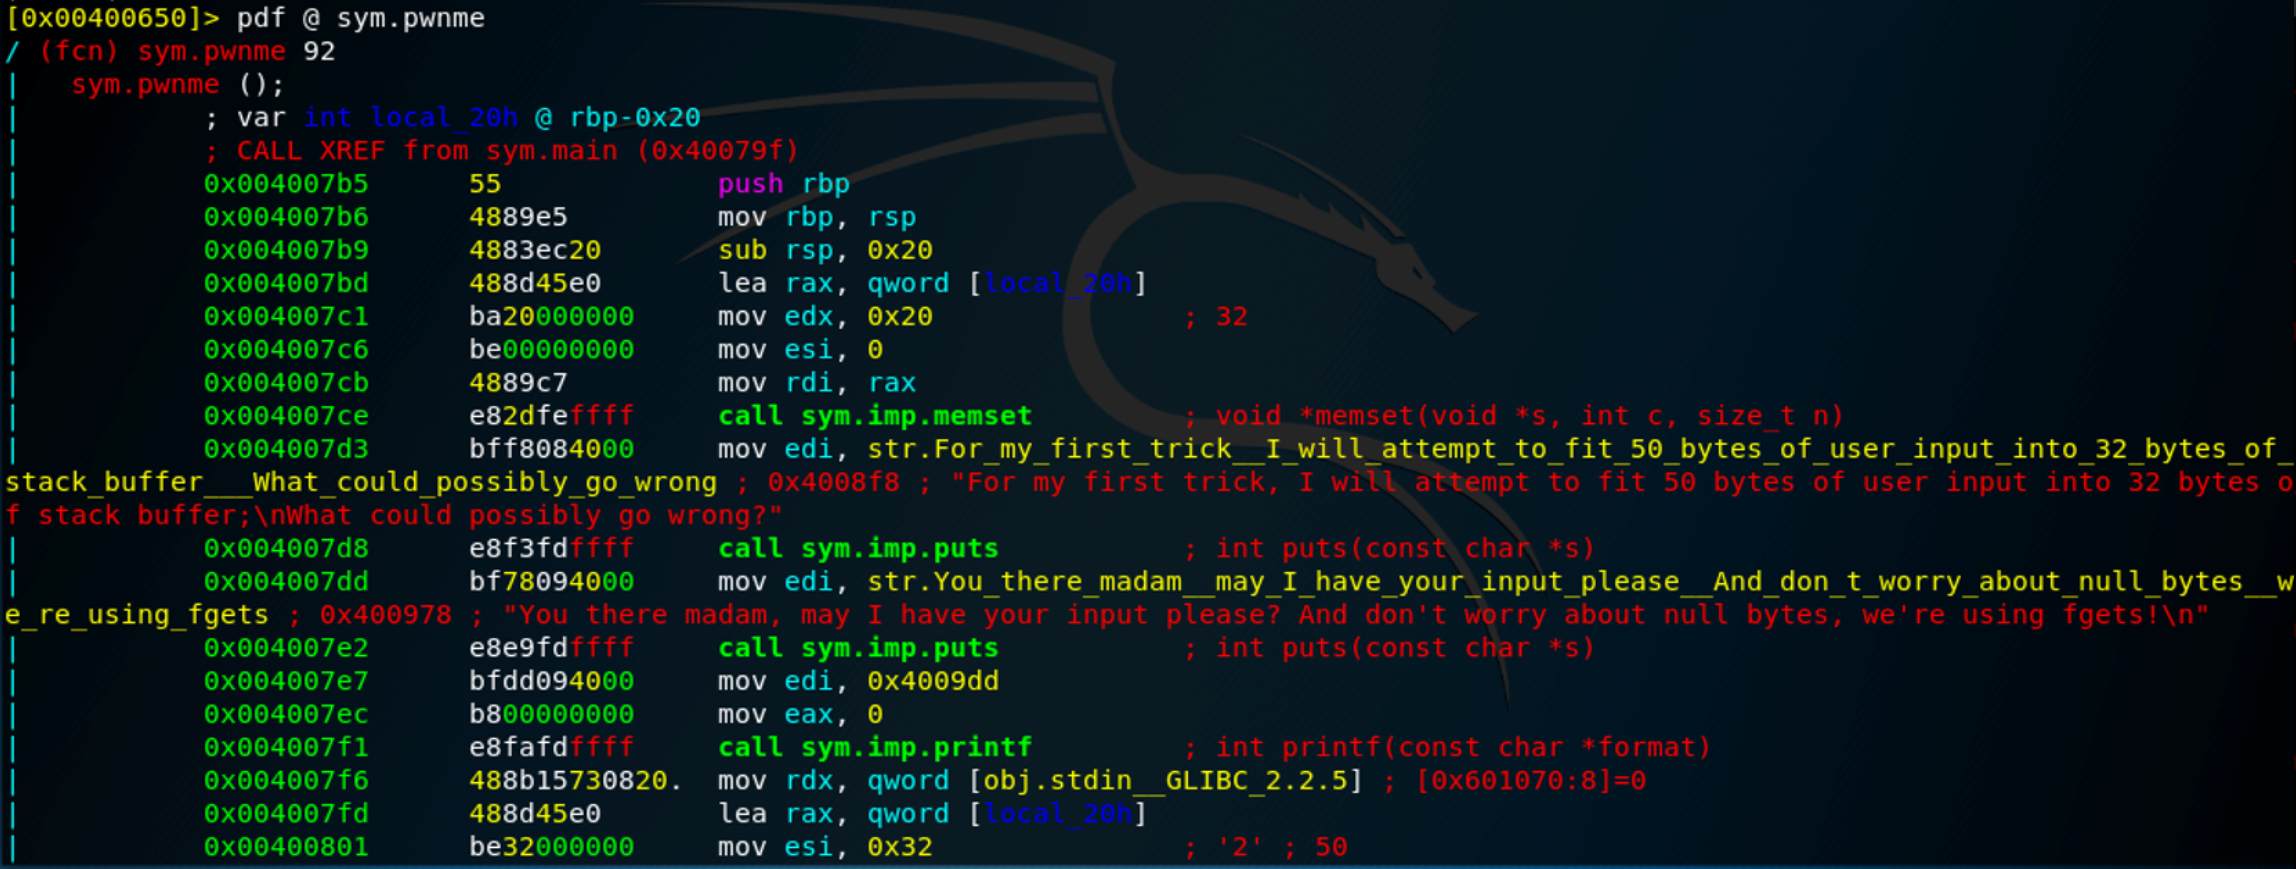 [0x00400650]> pdf @ sym.pwnme
/ (fcn) sym.pwnme 92
|   sym.pwnme ();
|           ; var int local_20h @ rbp-0x20
|           ; CALL XREF from sym.main (0x40079f)
|           0x004007b5      55             push rbp
|           0x004007b6      4889e5         mov rbp, rsp
|           0x004007b9      4883ec20       sub rsp, 0x20
|           0x004007bd      488d45e0       lea rax, qword [local_20h]
|           0x004007c1      ba20000000     mov edx, 0x20               ; 32
|           0x004007c6      be00000000     mov esi, 0
|           0x004007cb      4889c7         mov rdi, rax
|           0x004007ce      e82dfeffff     call sym.imp.memset         ; void *memset(void *s, int c, size_t n)
|           0x004007d3      bff8084000     mov edi, str.For_my_first_trick__I_will_attempt_to_fit_50_bytes_of_user_input_into_32_bytes_of_
stack_buffer___What_could_possibly_go_wrong ; 0x4008f8 ; "For my first trick, I will attempt to fit 50 bytes of user input into 32 bytes o
f stack buffer;\nWhat could possibly go wrong?"
|           0x004007d8      e8f3fdffff     call sym.imp.puts           ; int puts(const char *s)
|           0x004007dd      bf78094000     mov edi, str.You_there_madam__may_I_have_your_input_please__And_don_t_worry_about_null_bytes__w
e_re_using_fgets ; 0x400978 ; "You there madam, may I have your input please? And don't worry about null bytes, we're using fgets!\n"
|           0x004007e2      e8e9fdffff     call sym.imp.puts           ; int puts(const char *s)
|           0x004007e7      bfdd094000     mov edi, 0x4009dd
|           0x004007ec      b800000000     mov eax, 0
|           0x004007f1      e8fafdffff     call sym.imp.printf         ; int printf(const char *format)
|           0x004007f6      488b15730820.  mov rdx, qword [obj.stdin__GLIBC_2.2.5] ; [0x601070:8]=0
|           0x004007fd      488d45e0       lea rax, qword [local_20h]
|           0x00400801      be32000000     mov esi, 0x32               ; '2' ; 50